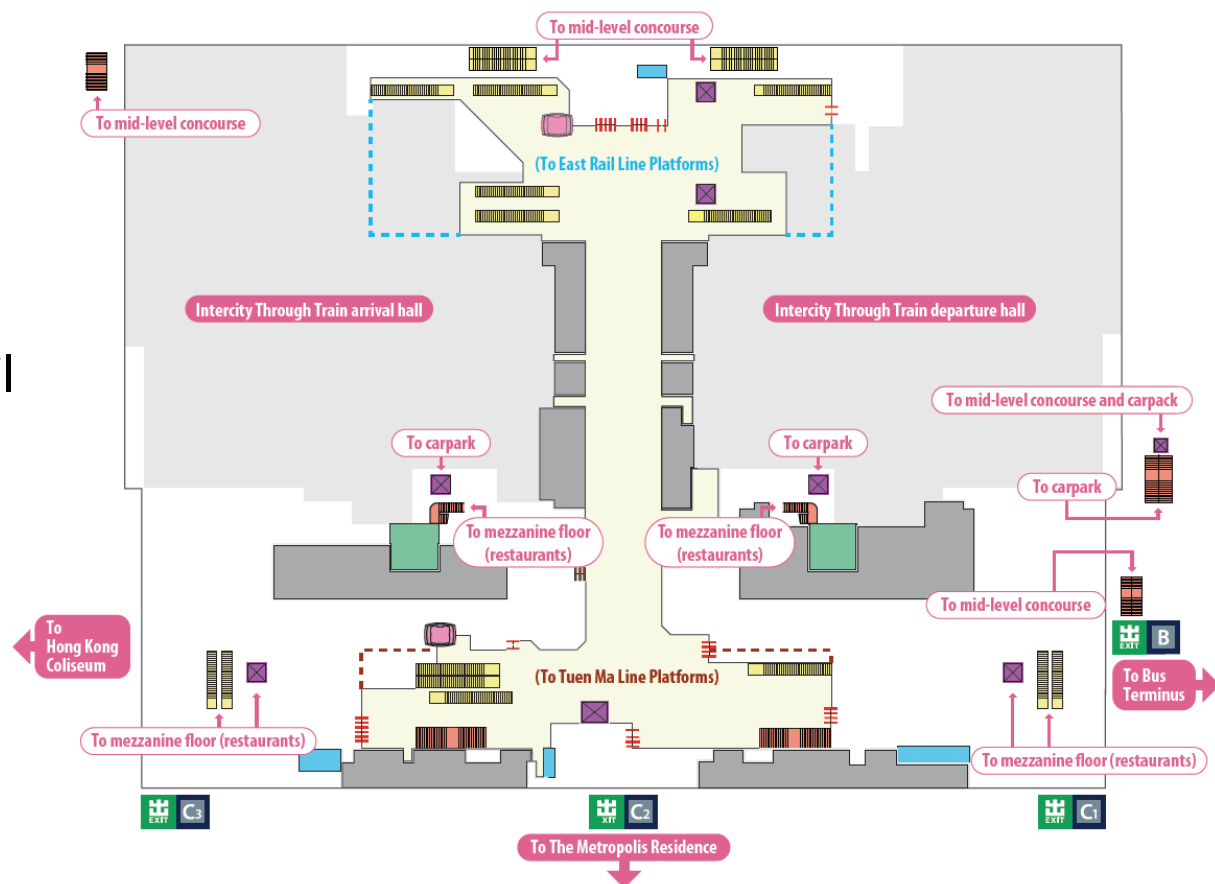 To mid-level concourse
To mid-level concourse
(To East Rail Line Platforms)
Intercity Through Train arrival hall
Intercity Through Train departure hall
To mid-level concourse and carpack
To carpark
To carpark
To carpark
To mezzanine floor
(restaurants)
To mezzanine floor
(restaurants)
To mid-level concourse
To
Hong Kong
Coliseum
EXIT B
To Bus
Terminus
(To Tuen Ma Line Platforms)
To mezzanine floor (restaurants)
To mezzanine floor (restaurants)
EXIT C3
EXIT C2
EXIT C1
To The Metropolis Residence